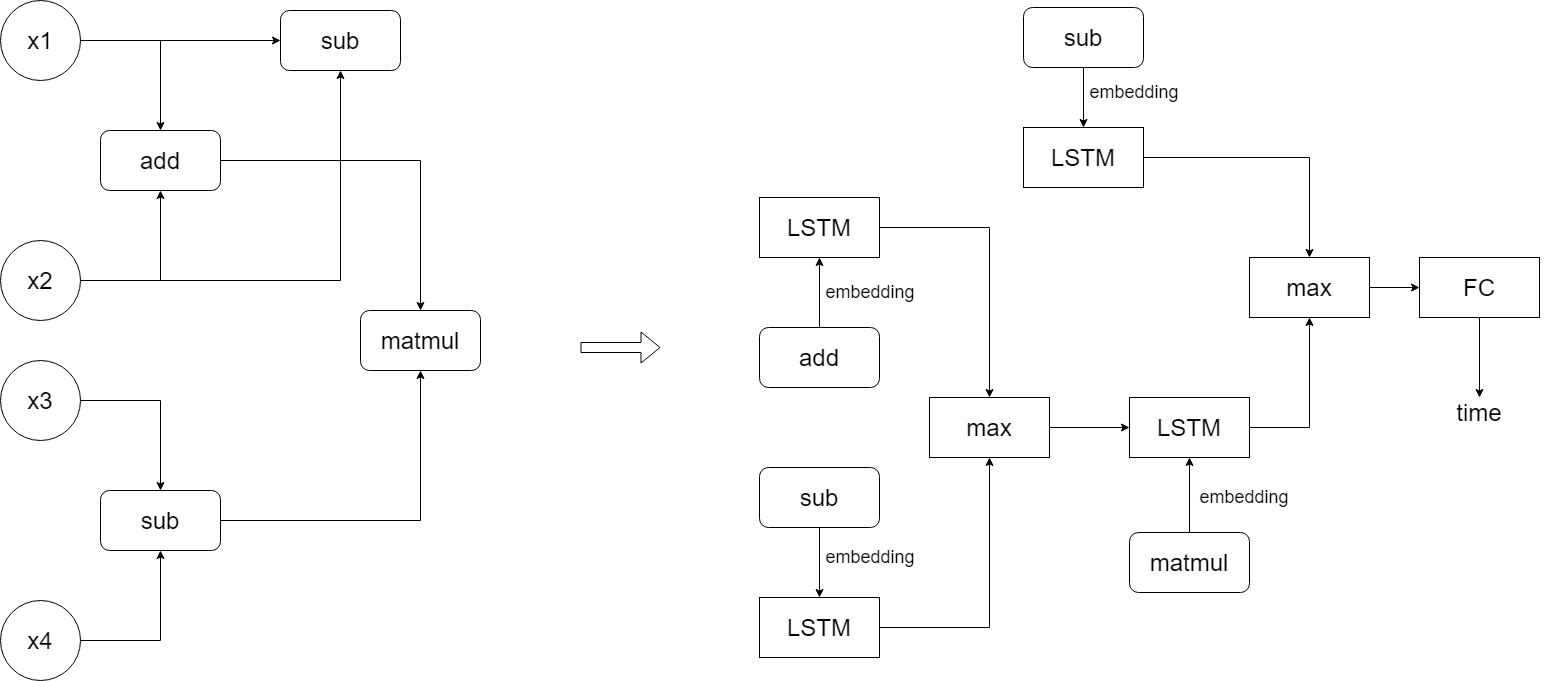 x1
sub
add
x2
matmul
x3
sub
x4
sub
embedding
LSTM
LSTM
embedding
add
max
FC
time
max
LSTM
sub
embedding
embedding
matmul
LSTM